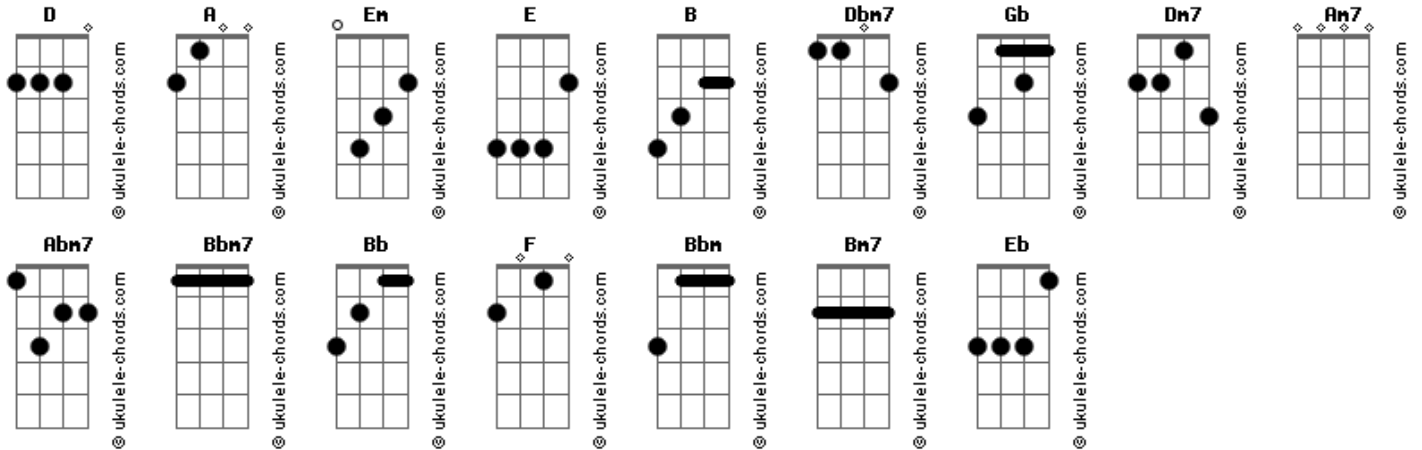 D A Em E B Dbm7 Gb Dm7 Am7
© ukulele-chords.com © ukulele-chords.com © ukulele-chords.com © ukulele-chords.com © ukulele-chords.com © ukulele-chords.com © ukulele-chords.com © ukulele-chords.com © ukulele-chords.com
Abm7 Bbm7 Bb F Bbm Bm7 Eb
© ukulele-chords.com © ukulele-chords.com © ukulele-chords.com © ukulele-chords.com © ukulele-chords.com © ukulele-chords.com © ukulele-chords.com